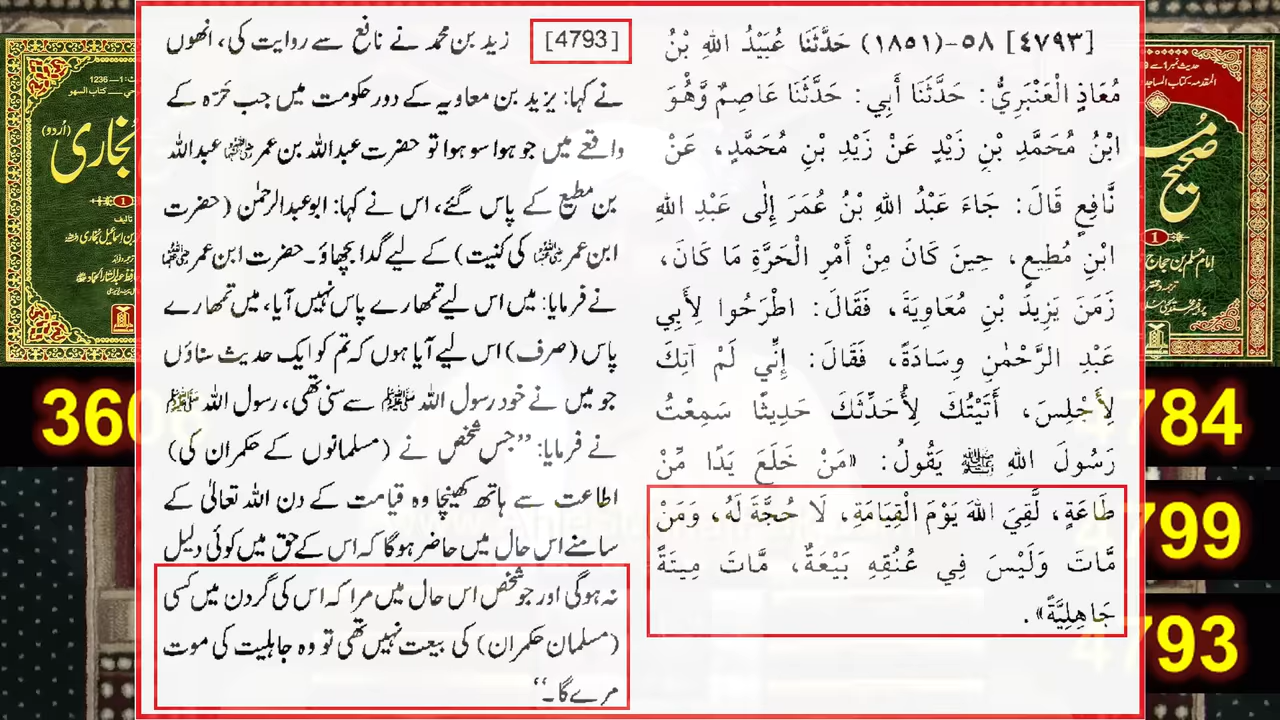 [٤٧٩٣] ٥٨-(١٨٥١) حَدَّثَنَا عُبَيْدُ اللهِ بْنُ
مُعَاذٍ الْعَنْبَرِيُّ: حَدَّثَنَا أَبِي: حَدَّثَنَا عَاصِمٌ وَّهُوَ
ابْنُ مُحَمَّدِ بْنِ زَيْدٍ عَنْ زَيْدِ بْنِ مُحَمَّدٍ، عَنْ
نَّافِعٍ قَالَ: جَاءَ عَبْدُ اللهِ بْنُ عُمَرَ إِلٰى عَبْدِ اللهِ
ابْنِ مُطِيعٍ، حِينَ كَانَ مِنْ أَمْرِ الْحَرَّةِ مَا كَانَ،
زَمَنَ يَزِيدَ بْنِ مُعَاوِيَةَ، فَقَالَ: اطْرَحُوا لِأَبِي
عَبْدِ الرَّحْمٰنِ وِسَادَةً، فَقَالَ: إِنِّي لَمْ آتِكَ
لِأَجْلِسَ، أَتَيْتُكَ لِأُحَدِّثَكَ حَدِيثًا سَمِعْتُ
رَسُولَ اللهِ ﷺ يَقُولُ: «مَنْ خَلَعَ يَدًا مِّنْ
طَاعَةٍ، لَّقِيَ اللهَ يَوْمَ الْقِيَامَةِ، لَا حُجَّةَ لَهُ، وَمَنْ
مَّاتَ وَلَيْسَ فِي عُنُقِهِ بَيْعَةٌ، مَّاتَ مِيتَةً
جَاهِلِيَّةً».
[4793] زید بن محمد نے نافع سے روایت کی، انھوں
نے کہا: یزید بن معاویہ کے دور حکومت میں جب حَرّہ کے
واقعے میں جو ہوا سو ہوا تو حضرت عبداللہ بن عمر ؓ عبداللہ
بن مطیع کے پاس گئے، اس نے کہا: ابوعبدالرحمٰن (حضرت
ابن عمر ؓ کی کنیت) کے لیے گدا بچھاؤ۔ حضرت ابن عمر ؓ
نے فرمایا: میں اس لیے تمھارے پاس نہیں آیا، میں تمھارے
پاس (صرف) اس لیے آیا ہوں کہ تم کو ایک حدیث سناؤں
جو میں نے خود رسول اللہ ﷺ سے سنی تھی، رسول اللہ ﷺ
نے فرمایا: ’’جس شخص نے (مسلمانوں کے حکمران کی)
اطاعت سے ہاتھ کھینچا وہ قیامت کے دن اللہ تعالیٰ کے
سامنے اس حال میں حاضر ہوگا کہ اس کے حق میں کوئی دلیل
نہ ہوگی اور جو شخص اس حال میں مرا کہ اس کی گردن میں کسی
(مسلمان حکمران) کی بیعت نہیں تھی تو وہ جاہلیت کی موت
مرے گا۔‘‘
صحیح
1
1
(اُردو)
360
4784
4799
4793